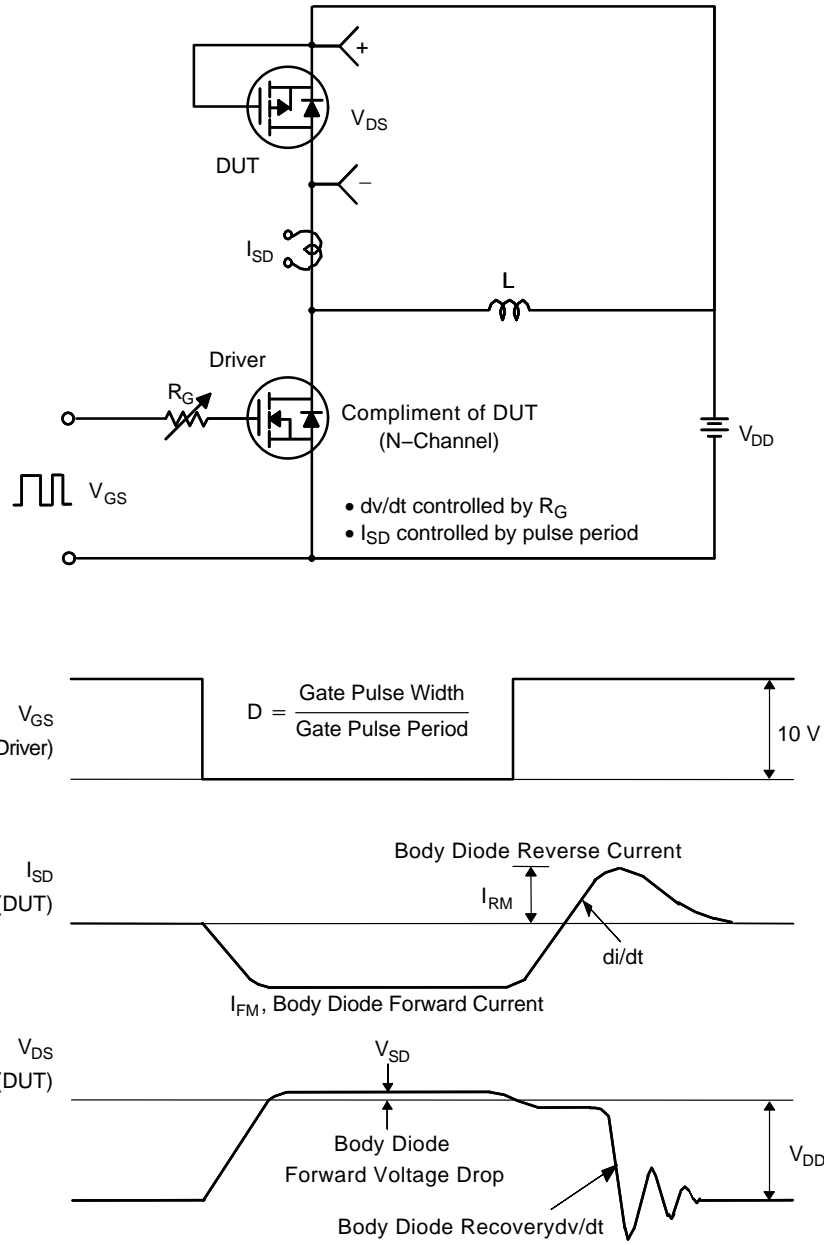 +
V_DS
DUT
−
I_SD
L
Driver
R_G
Compliment of DUT
(N−Channel)
V_DD
V_GS
• dv/dt controlled by R_G
• I_SD controlled by pulse period
V_GS
Driver)
D = Gate Pulse Width
Gate Pulse Period
10 V
Body Diode Reverse Current
I_SD
(DUT)
I_RM
di/dt
I_FM, Body Diode Forward Current
V_DS
(DUT)
V_SD
Body Diode
Forward Voltage Drop
V_DD
Body Diode Recoverydv/dt